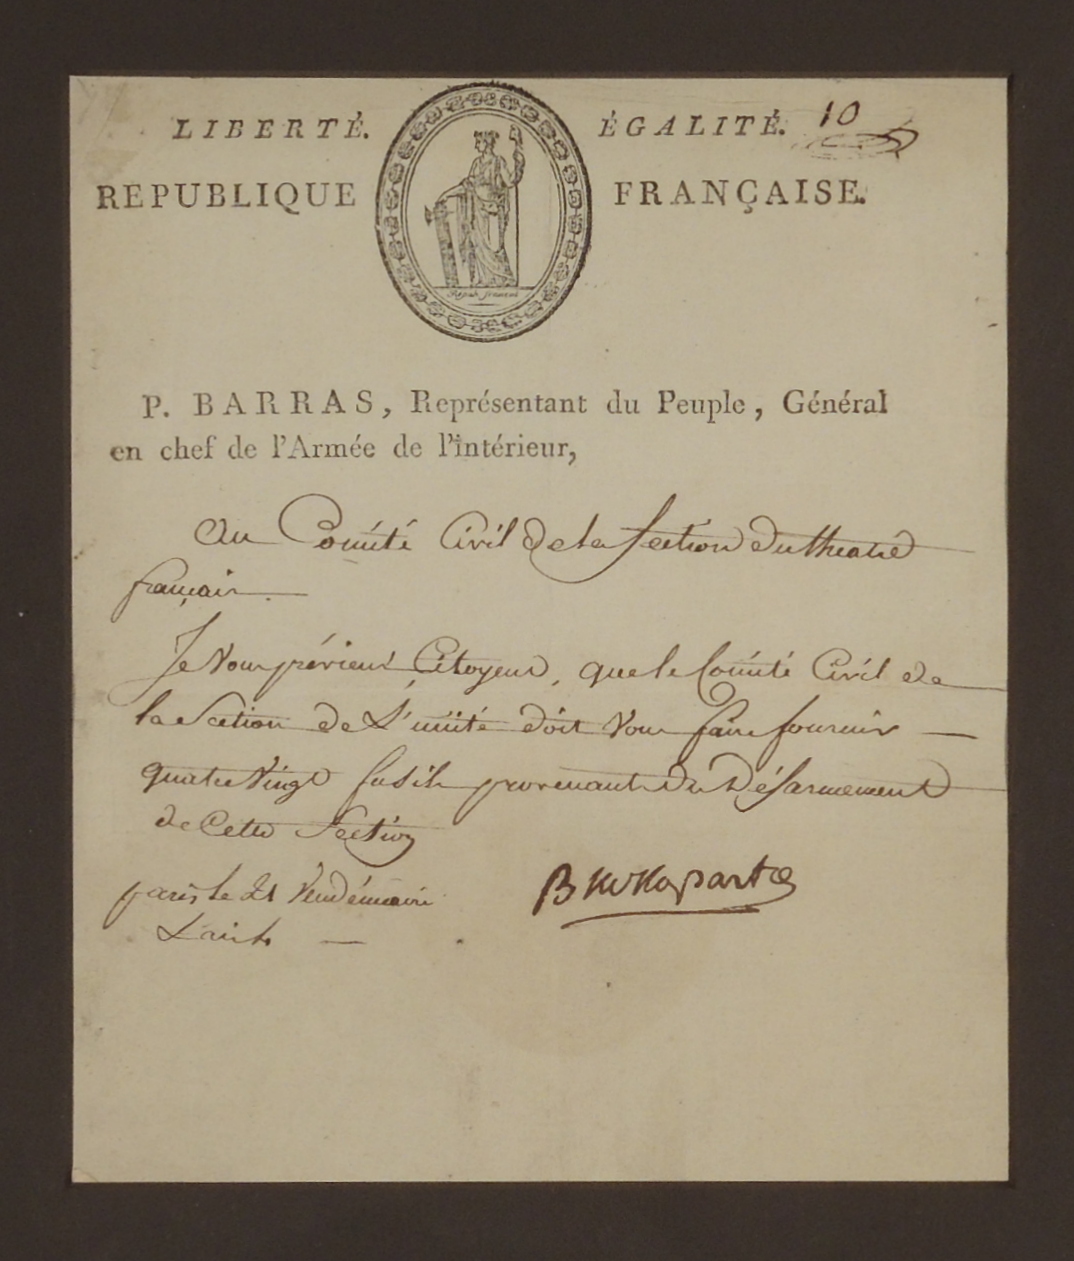 LIBERTÉ. ÉGALITÉ. 10
REPUBLIQUE FRANÇAISE.
Repub. française
P. BARRAS, Représentant du Peuple, Général
en chef de l'Armée de l'intérieur,
Au Comité Civil de la Section du théatre
français.
Je vous préviens, Citoyens, que le Comité Civil de
la Section de L'unité doit vous faire fournir
quatre vingt fusils provenant du Désarmement
de Cette Section
paris le 21 Vendémiaire
L'an 4
Buonaparte